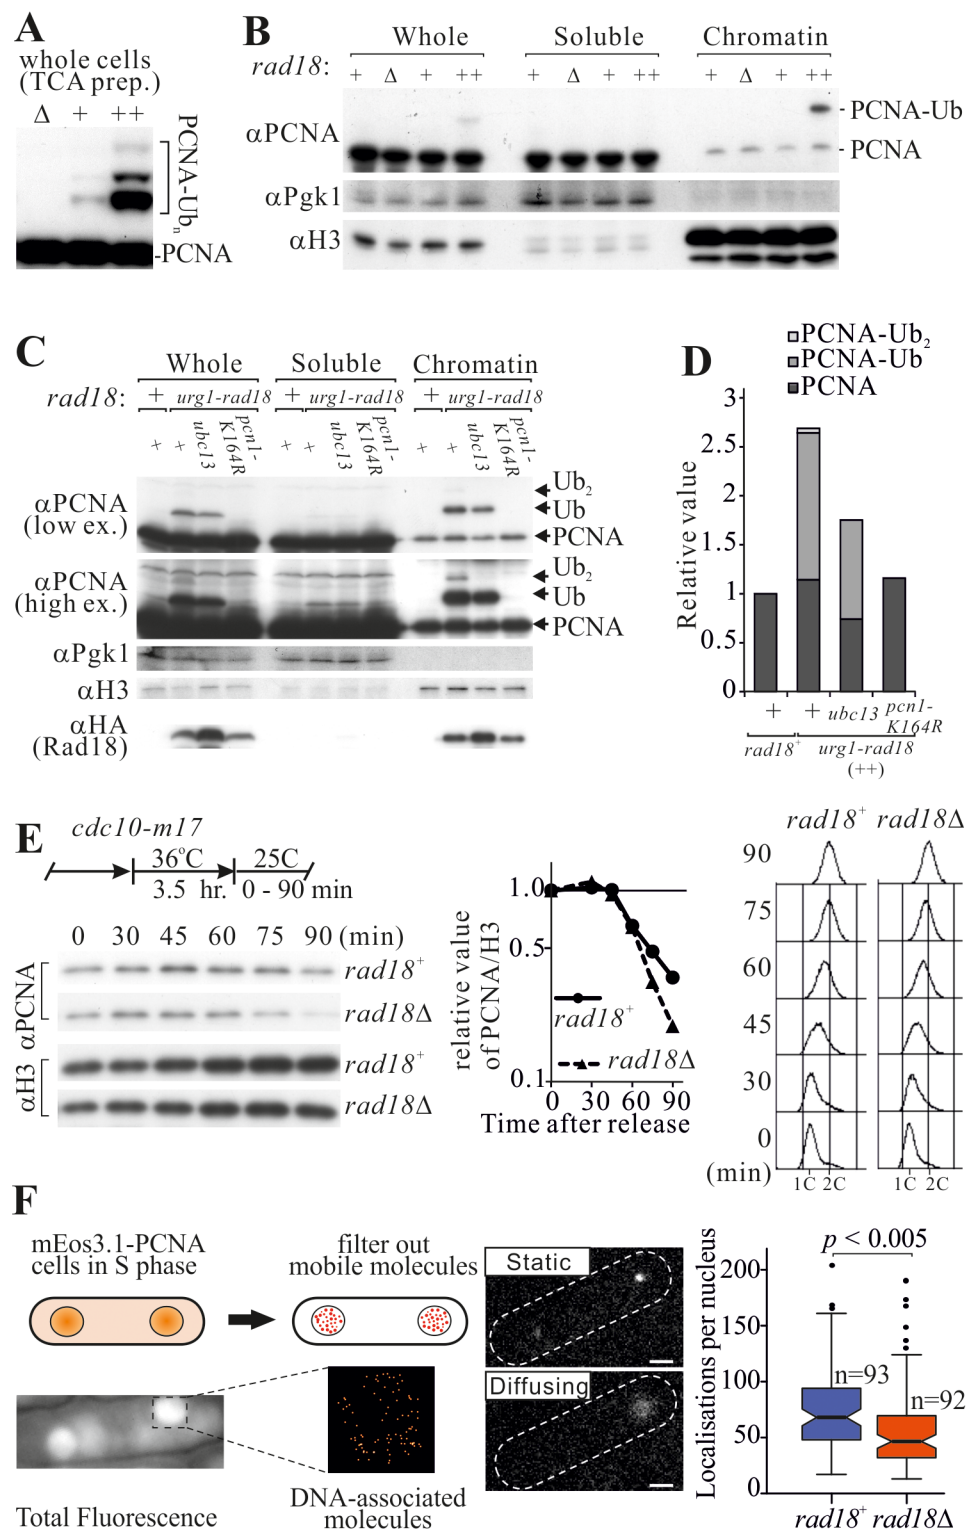 A
whole cells
(TCA prep.)
Δ + ++
PCNA-Ubn
-PCNA
B
Whole Soluble Chromatin
rad18: + Δ + ++ + Δ + ++ + Δ + ++
αPCNA
- PCNA-Ub
- PCNA
αPgk1
αH3
C
Whole Soluble Chromatin
rad18: + urg1-rad18 + urg1-rad18 + urg1-rad18
+ + ubc13 pcn1-K164R + + ubc13 pcn1-K164R + + ubc13 pcn1-K164R
αPCNA
(low ex.)
Ub2
Ub
PCNA
αPCNA
(high ex.)
Ub2
Ub
PCNA
αPgk1
αH3
αHA
(Rad18)
D
PCNA-Ub2
PCNA-Ub
PCNA
Relative value
3
2.5
2
1.5
1
0.5
0
+ + ubc13 pcn1-K164R
rad18+ urg1-rad18
(++)
E
cdc10-m17
36°C 25C
3.5 hr. 0 - 90 min
0 30 45 60 75 90 (min)
αPCNA
rad18+
rad18Δ
αH3
rad18+
rad18Δ
relative value
of PCNA/H3
1.0
0.5
0.1
rad18+
rad18Δ
0 30 60 90
Time after release
rad18+ rad18Δ
90
75
60
45
30
0
(min)
1C 2C 1C 2C
F
mEos3.1-PCNA
cells in S phase
filter out
mobile molecules
Total Fluorescence
DNA-associated
molecules
Static
Diffusing
Localisations per nucleus
200
150
100
50
0
p < 0.005
n=93
n=92
rad18+ rad18Δ